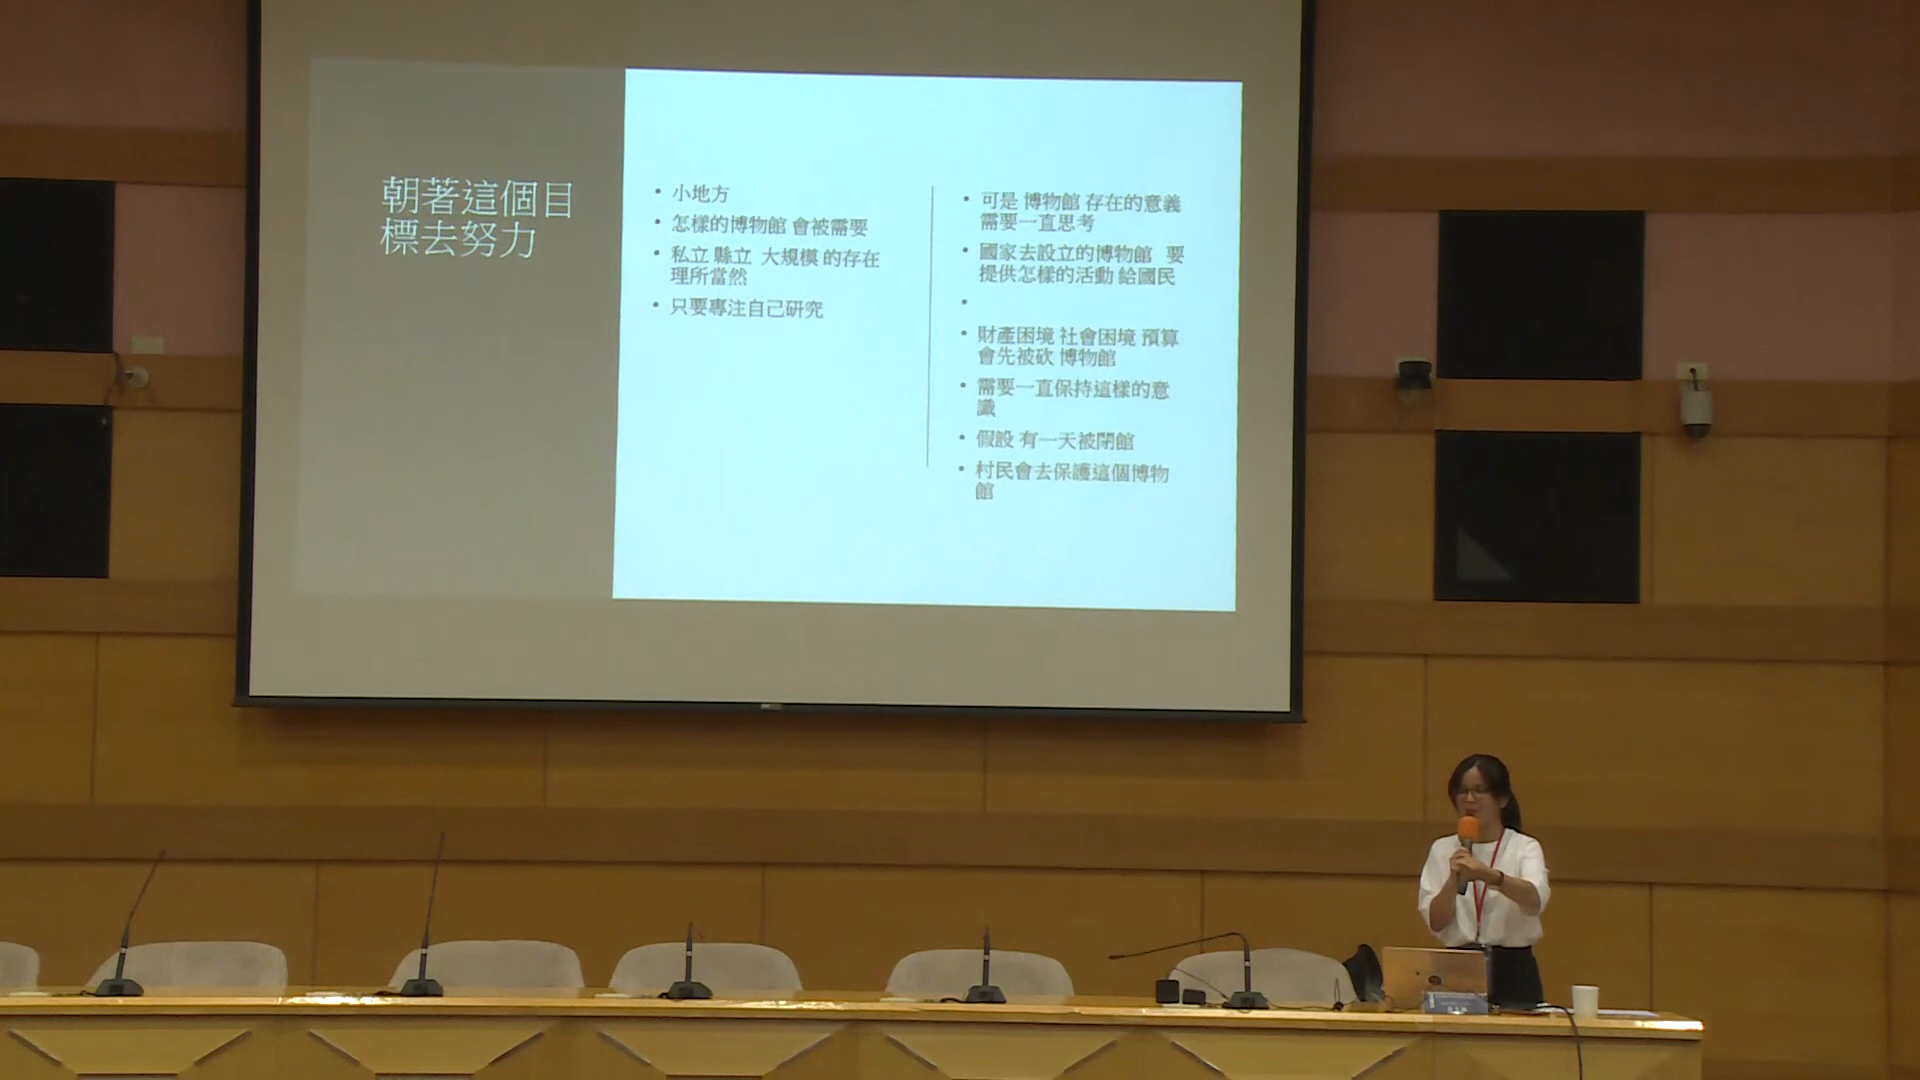 朝著這個目
標去努力
• 小地方
• 怎樣的博物館 會被需要
• 私立 縣立 大規模 的存在
理所當然
• 只要專注自己研究
• 可是 博物館 存在的意義
需要一直思考
• 國家去設立的博物館 要
提供怎樣的活動 給國民
•
• 財產困境 社會困境 預算
會先被砍 博物館
• 需要一直保持這樣的意
識
• 假設 有一天被閉館
• 村民會去保護這個博物
館